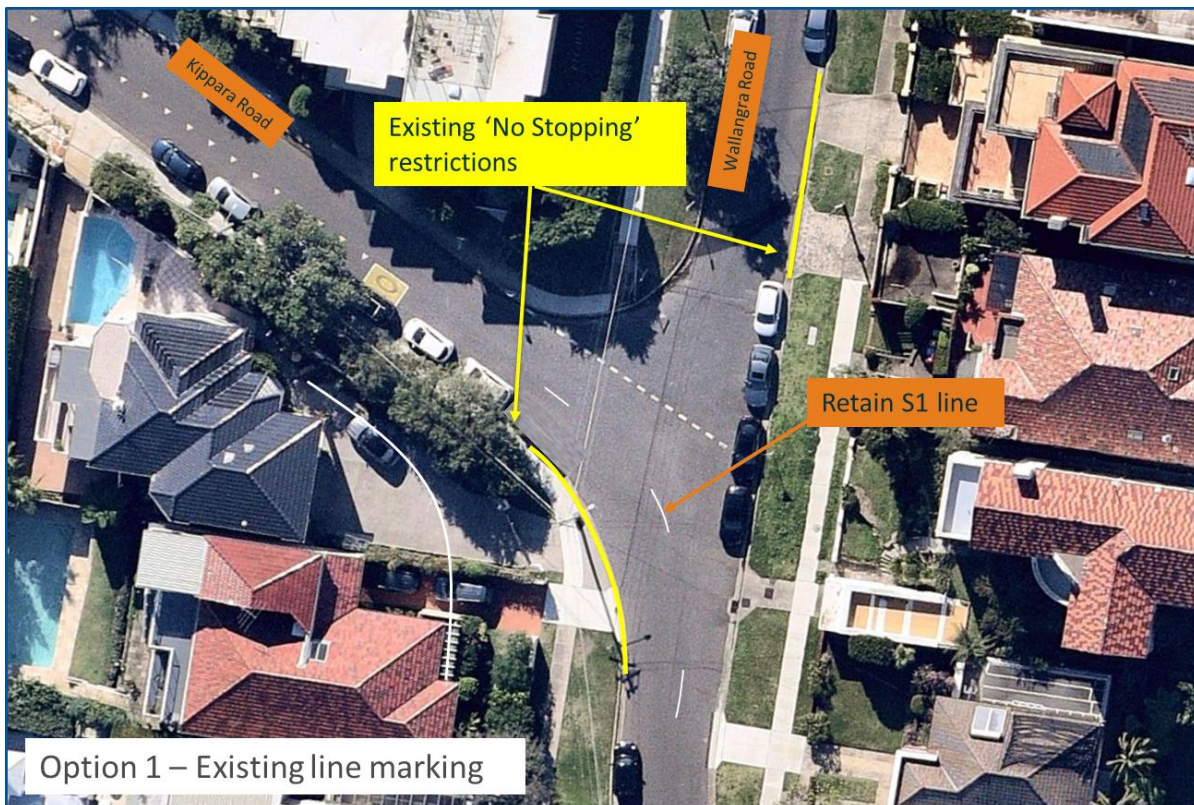 Kippara Road
Wallangra Road
Existing ‘No Stopping’
restrictions
Retain S1 line
Option 1 – Existing line marking